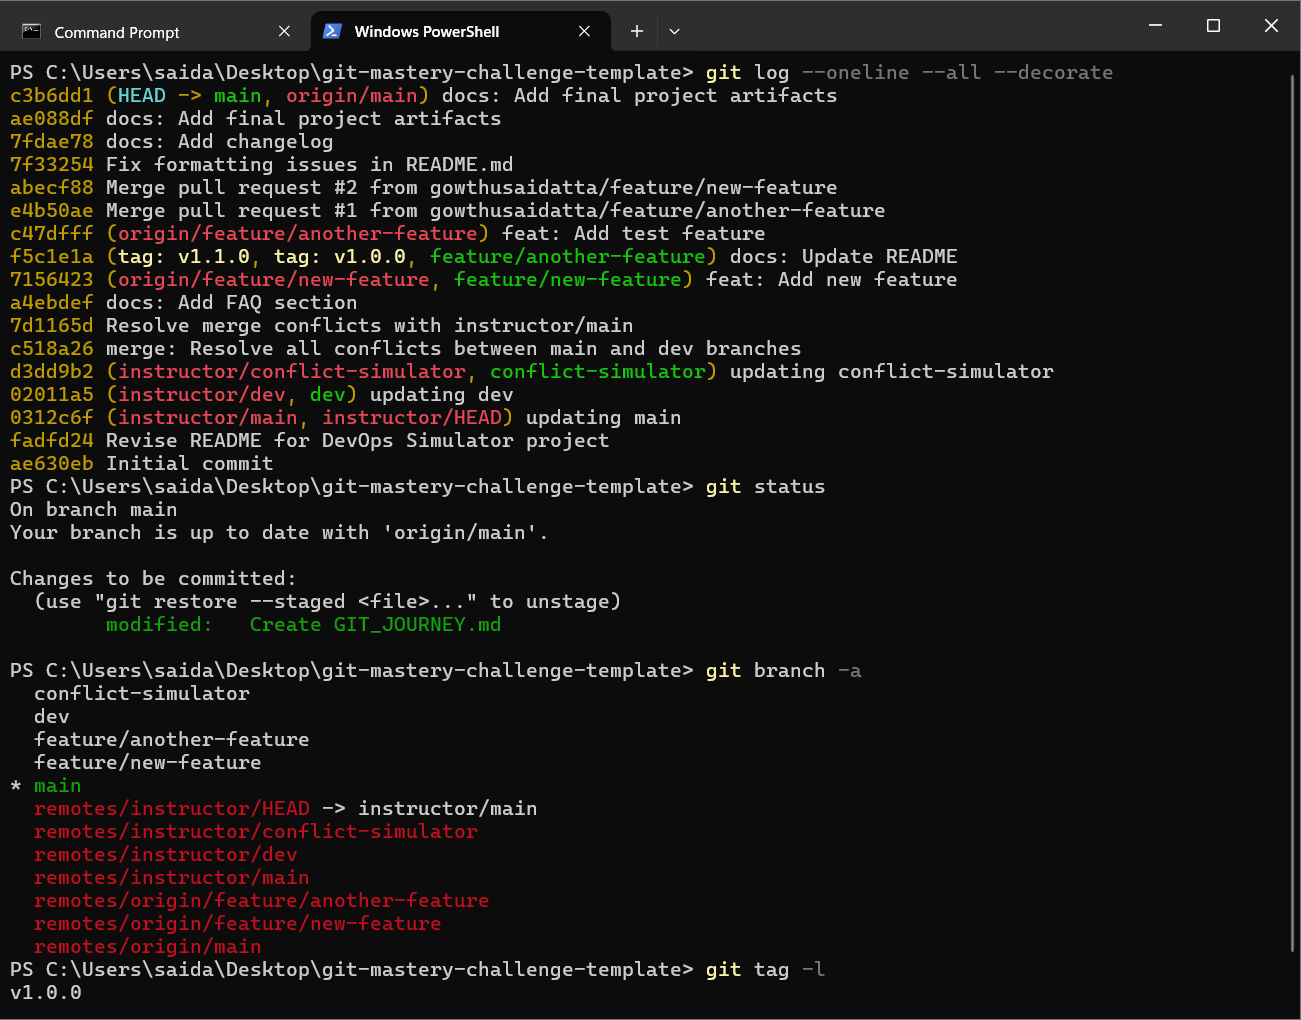 Command Prompt
Windows PowerShell
PS C:\Users\saida\Desktop\git-mastery-challenge-template> git log --oneline --all --decorate
c3b6dd1 (HEAD -> main, origin/main) docs: Add final project artifacts
ae088df docs: Add final project artifacts
7fdae78 docs: Add changelog
7f33254 Fix formatting issues in README.md
abecf88 Merge pull request #2 from gowthusaidatta/feature/new-feature
e4b50ae Merge pull request #1 from gowthusaidatta/feature/another-feature
c47dfff (origin/feature/another-feature) feat: Add test feature
f5c1e1a (tag: v1.1.0, tag: v1.0.0, feature/another-feature) docs: Update README
7156423 (origin/feature/new-feature, feature/new-feature) feat: Add new feature
a4ebdef docs: Add FAQ section
7d1165d Resolve merge conflicts with instructor/main
c518a26 merge: Resolve all conflicts between main and dev branches
d3dd9b2 (instructor/conflict-simulator, conflict-simulator) updating conflict-simulator
02011a5 (instructor/dev, dev) updating dev
0312c6f (instructor/main, instructor/HEAD) updating main
fadfd24 Revise README for DevOps Simulator project
ae630eb Initial commit
PS C:\Users\saida\Desktop\git-mastery-challenge-template> git status
On branch main
Your branch is up to date with 'origin/main'.
Changes to be committed:
(use "git restore --staged <file>..." to unstage)
modified:   Create GIT_JOURNEY.md
PS C:\Users\saida\Desktop\git-mastery-challenge-template> git branch -a
conflict-simulator
dev
feature/another-feature
feature/new-feature
* main
remotes/instructor/HEAD -> instructor/main
remotes/instructor/conflict-simulator
remotes/instructor/dev
remotes/instructor/main
remotes/origin/feature/another-feature
remotes/origin/feature/new-feature
remotes/origin/main
PS C:\Users\saida\Desktop\git-mastery-challenge-template> git tag -l
v1.0.0